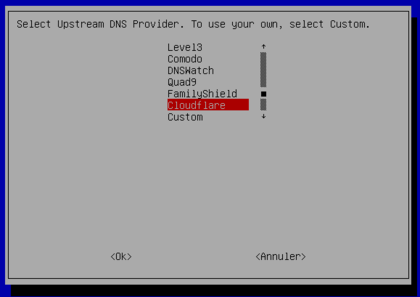 Select Upstream DNS Provider. To use your own, select Custom.
Level3
Comodo
DNSWatch
Quad9
FamilyShield
Cloudflare
Custom
<Ok> <Annuler>